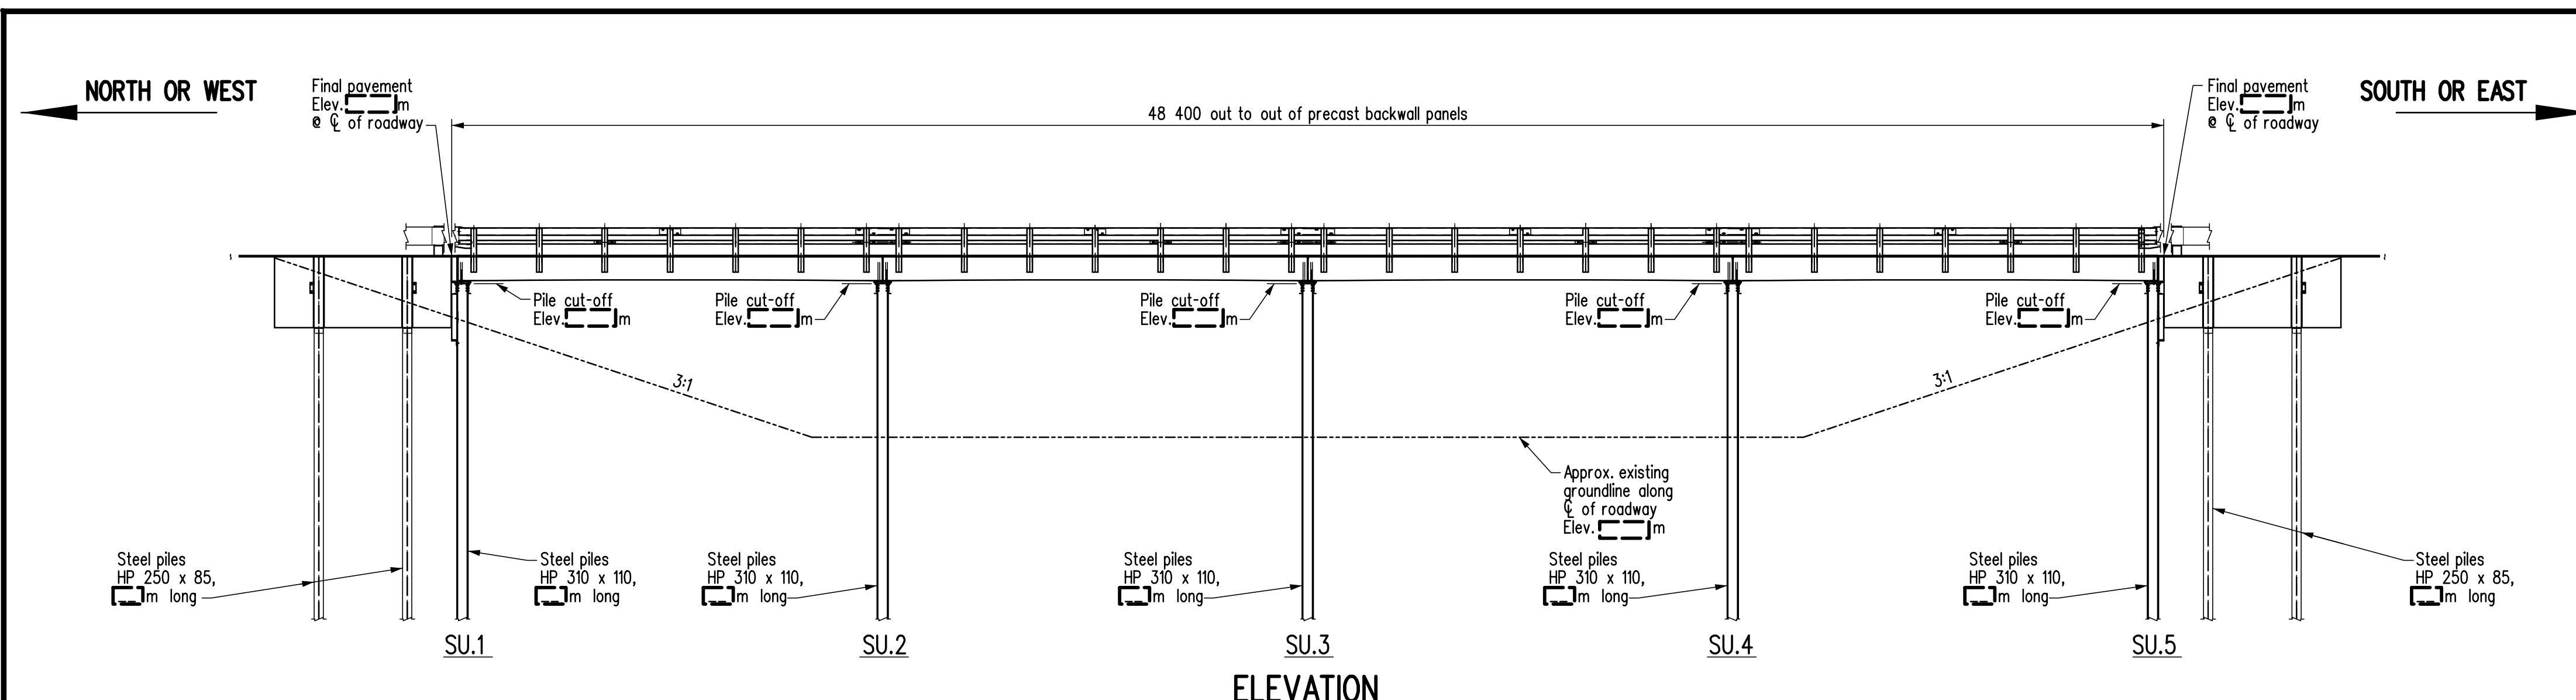 NORTH OR WEST
Final pavement
Elev. m
@ ℄ of roadway
48 400 out to out of precast backwall panels
Final pavement
Elev. m
@ ℄ of roadway
SOUTH OR EAST
Pile cut-off
Elev. m
Pile cut-off
Elev. m
Pile cut-off
Elev. m
Pile cut-off
Elev. m
Pile cut-off
Elev. m
3:1
3:1
Approx. existing
groundline along
℄ of roadway
Elev. m
Steel piles
HP 250 x 85,
m long
Steel piles
HP 310 x 110,
m long
Steel piles
HP 310 x 110,
m long
Steel piles
HP 310 x 110,
m long
Steel piles
HP 310 x 110,
m long
Steel piles
HP 310 x 110,
m long
Steel piles
HP 250 x 85,
m long
SU.1
SU.2
SU.3
SU.4
SU.5
ELEVATION